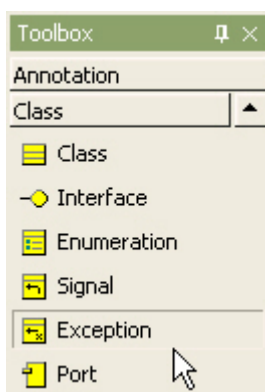 Toolbox
Annotation
Class
Class
Interface
Enumeration
Signal
Exception
Port